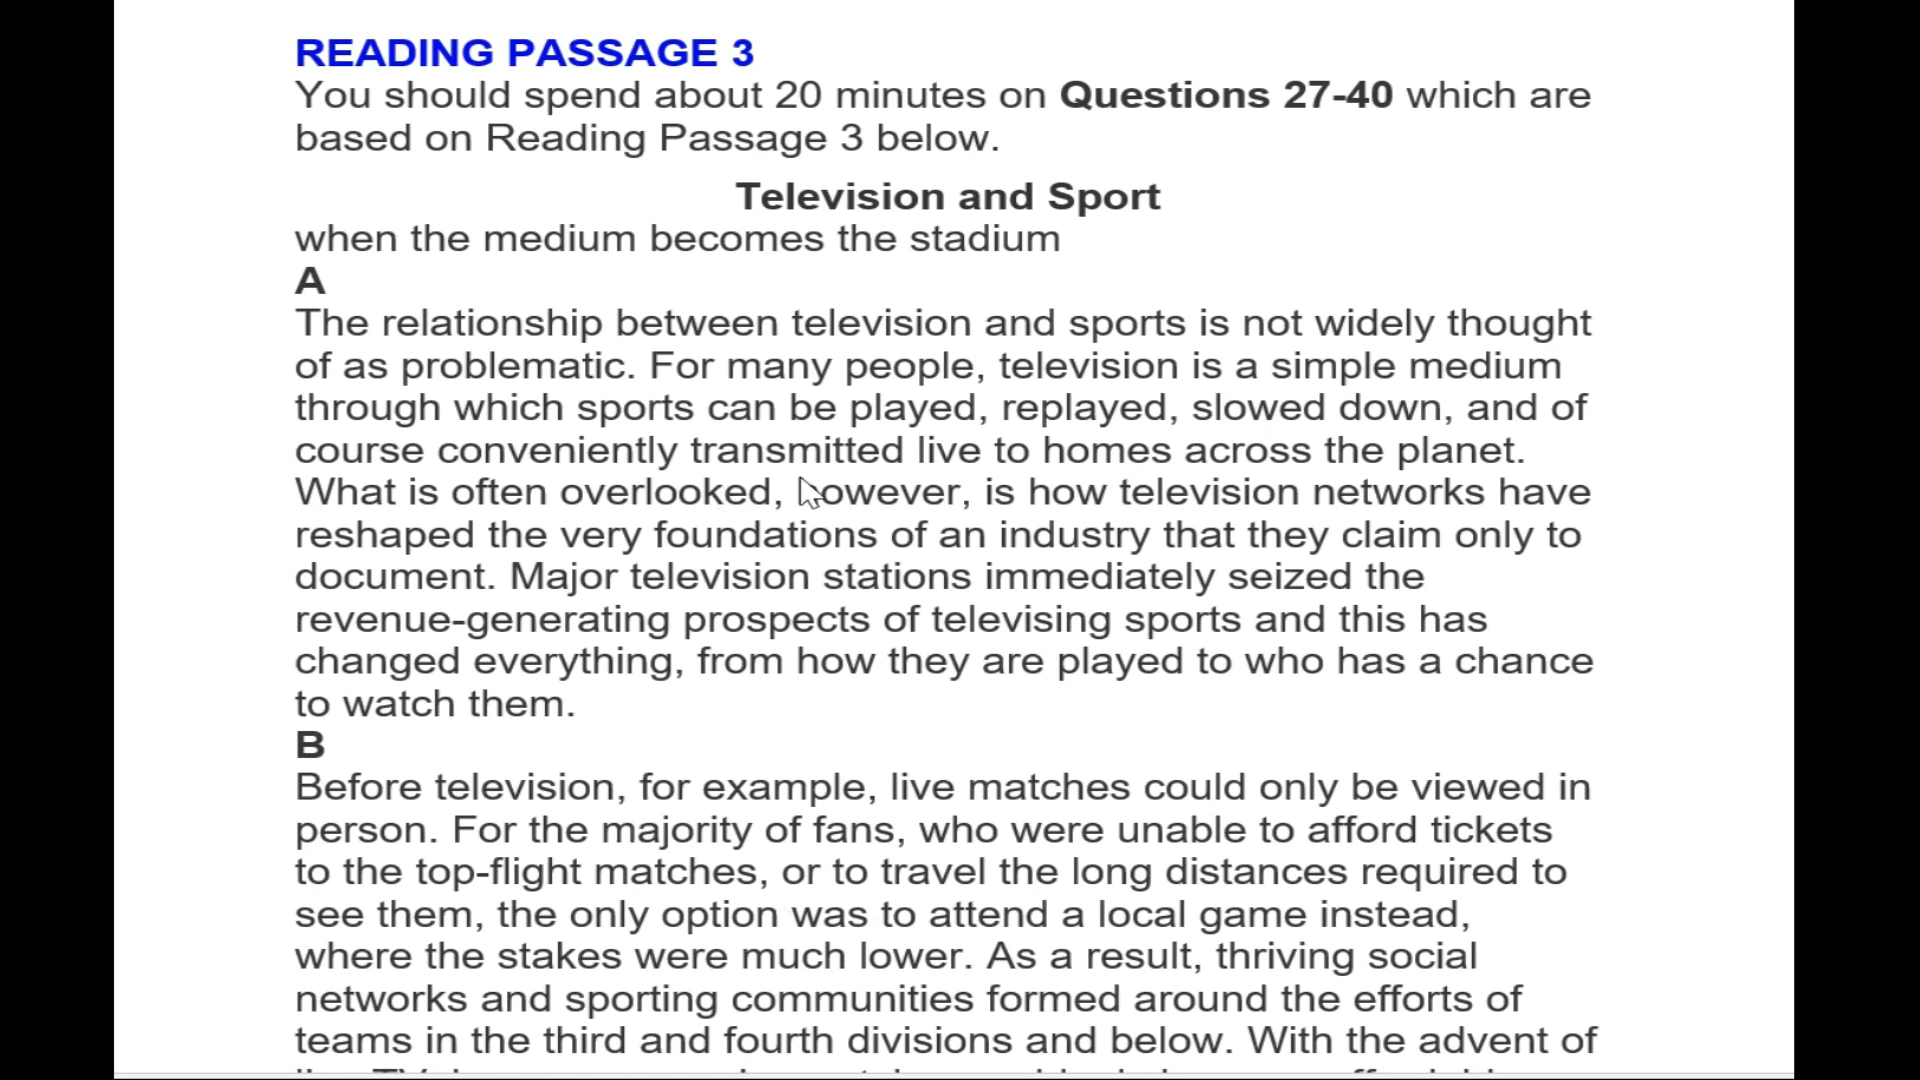 READING PASSAGE 3
You should spend about 20 minutes on Questions 27-40 which are
based on Reading Passage 3 below.
Television and Sport
when the medium becomes the stadium
A
The relationship between television and sports is not widely thought
of as problematic. For many people, television is a simple medium
through which sports can be played, replayed, slowed down, and of
course conveniently transmitted live to homes across the planet.
What is often overlooked, however, is how television networks have
reshaped the very foundations of an industry that they claim only to
document. Major television stations immediately seized the
revenue-generating prospects of televising sports and this has
changed everything, from how they are played to who has a chance
to watch them.
B
Before television, for example, live matches could only be viewed in
person. For the majority of fans, who were unable to afford tickets
to the top-flight matches, or to travel the long distances required to
see them, the only option was to attend a local game instead,
where the stakes were much lower. As a result, thriving social
networks and sporting communities formed around the efforts of
teams in the third and fourth divisions and below. With the advent of